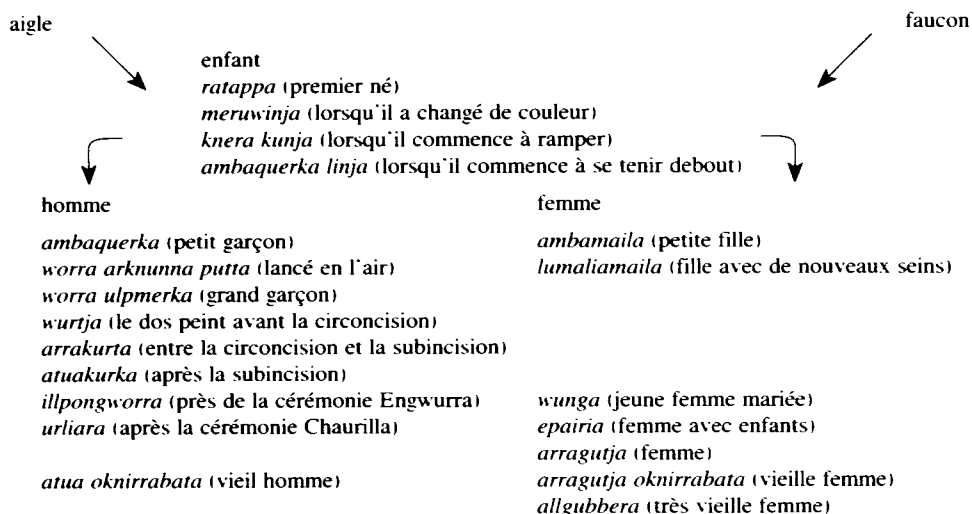 aigle
faucon
enfant
ratappa (premier né)
meruwinja (lorsqu'il a changé de couleur)
knera kunja (lorsqu'il commence à ramper)
ambaquerka linja (lorsqu'il commence à se tenir debout)
homme
ambaquerka (petit garçon)
worra arknunna putta (lancé en l'air)
worra ulpmerka (grand garçon)
wurtja (le dos peint avant la circoncision)
arrakurta (entre la circoncision et la subincision)
atuakurka (après la subincision)
illpongworra (près de la cérémonie Engwurra)
urliara (après la cérémonie Chaurilla)
atua oknirrabata (vieil homme)
femme
ambamaila (petite fille)
lumaliamaila (fille avec de nouveaux seins)
wunga (jeune femme mariée)
epairia (femme avec enfants)
arragutja (femme)
arragutja oknirrabata (vieille femme)
allgubbera (très vieille femme)